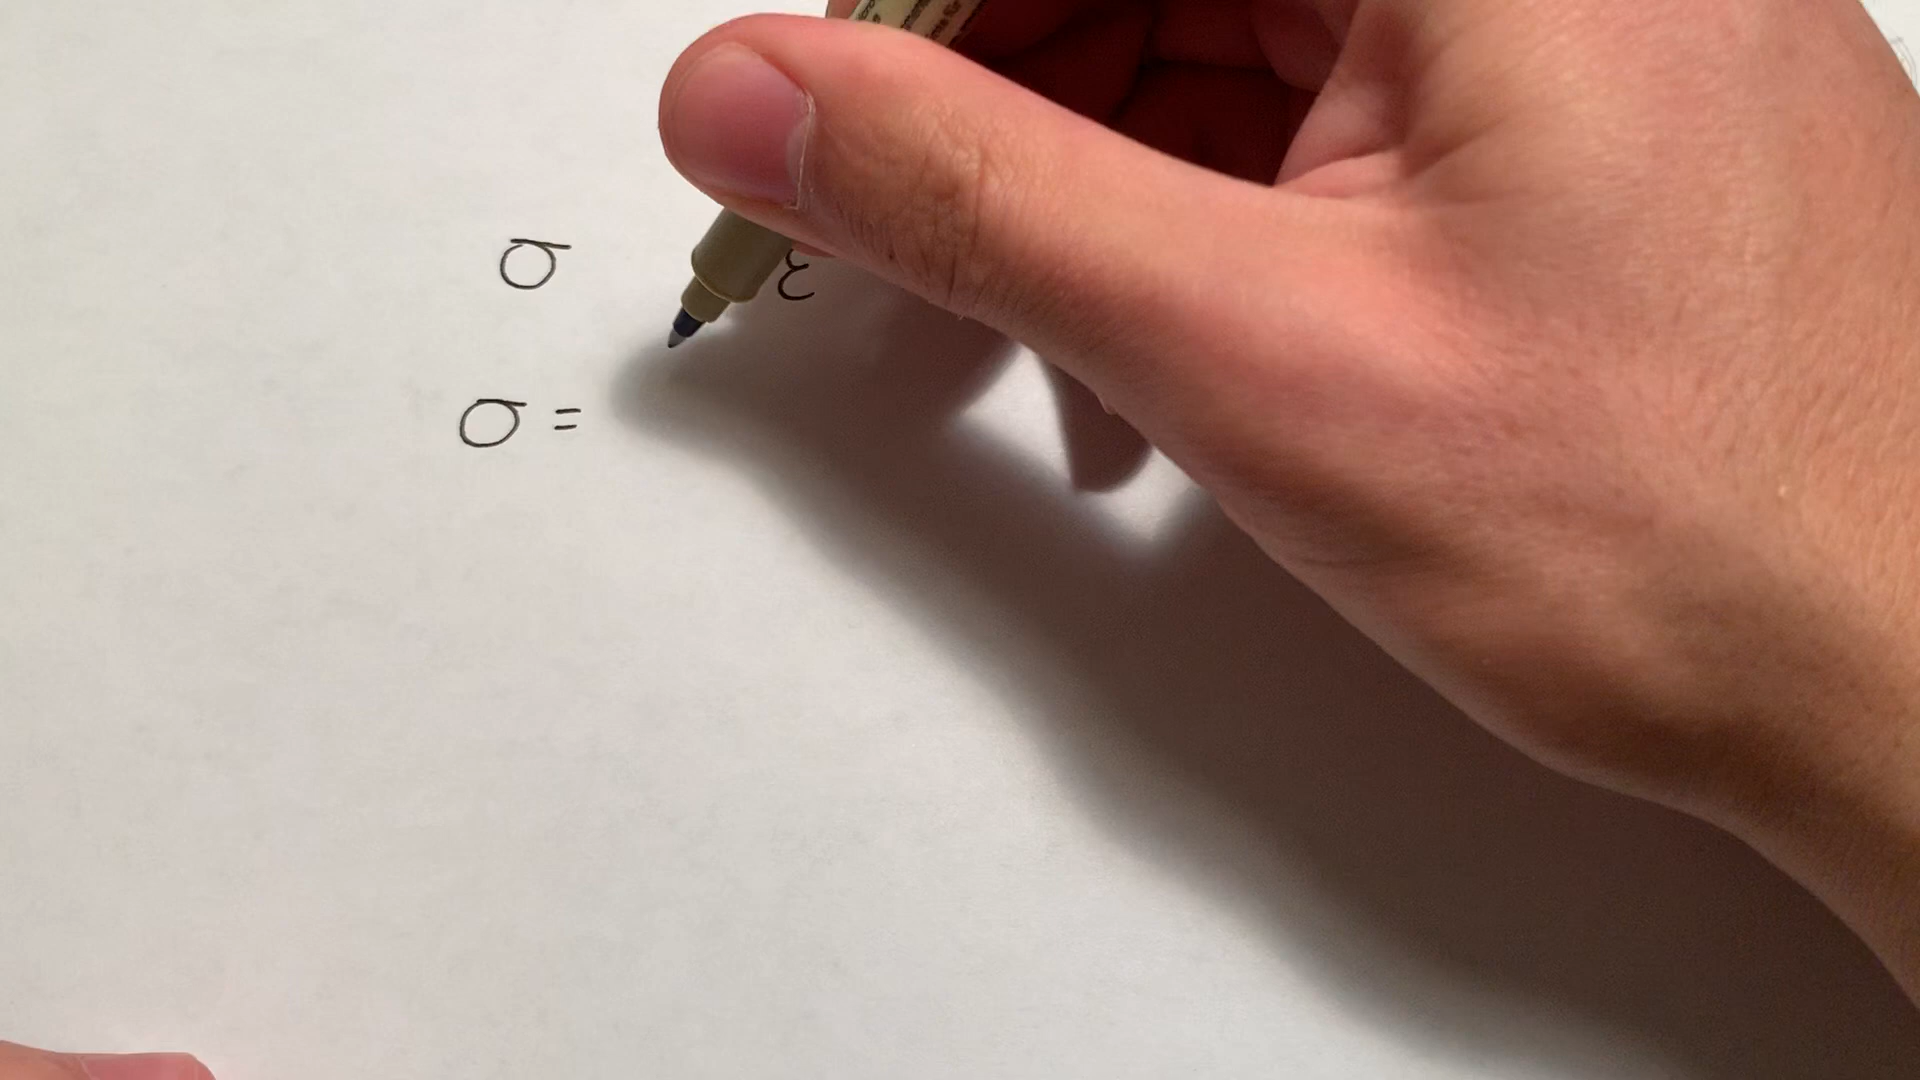 σ ε
σ =